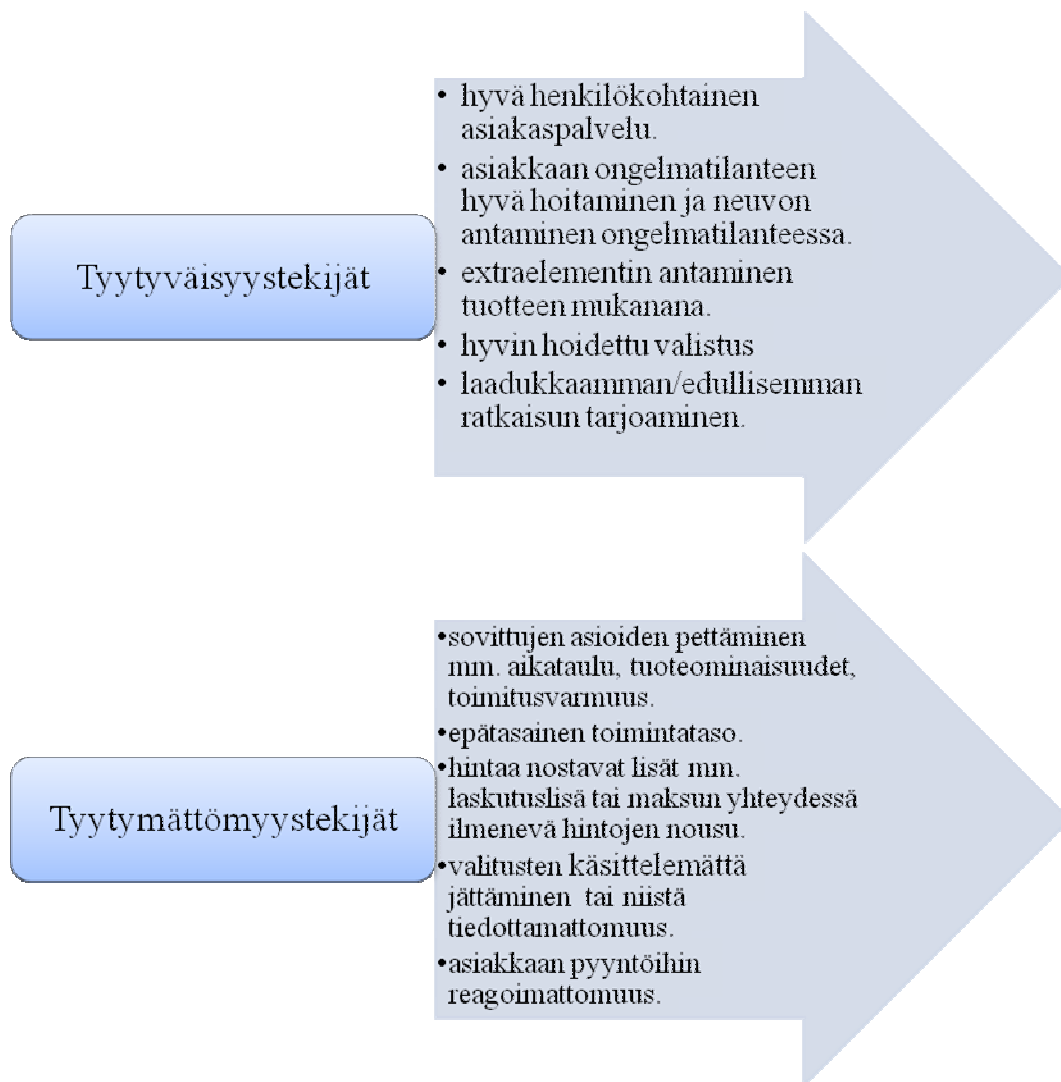 Tyytyväisyystekijät
• hyvä henkilökohtainen
asiakaspalvelu.
• asiakkaan ongelmatilanteen
hyvä hoitaminen ja neuvon
antaminen ongelmatilanteessa.
• extraelementin antaminen
tuotteen mukanana.
• hyvin hoidettu valistus
• laadukkaamman/edullisemman
ratkaisun tarjoaminen.
Tyytymättömyystekijät
•sovittujen asioiden pettäminen
mm. aikataulu, tuoteominaisuudet,
toimitusvarmuus.
•epätasainen toimintataso.
•hintaa nostavat lisät mm.
laskutuslisä tai maksun yhteydessä
ilmenevä hintojen nousu.
•valitusten käsittelemättä
jättäminen tai niistä
tiedottamattomuus.
•asiakkaan pyyntöihin
reagoimattomuus.